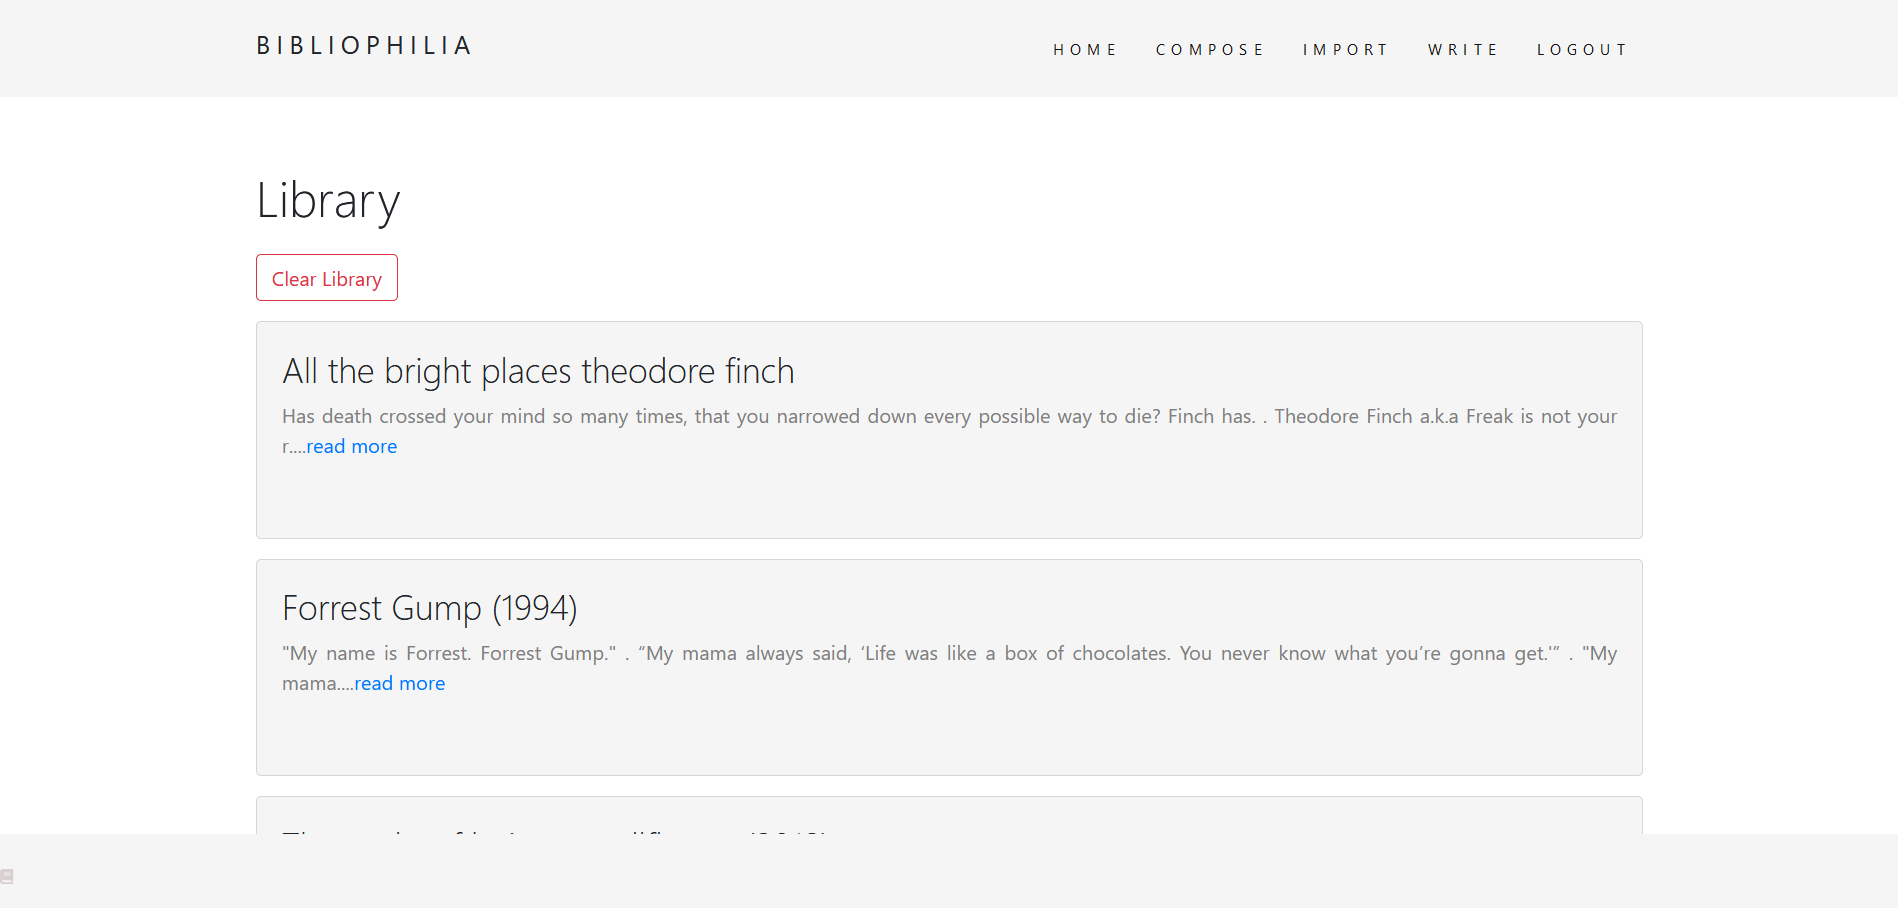 BIBLIOPHILIA
HOME COMPOSE IMPORT WRITE LOGOUT
Library
Clear Library
All the bright places theodore finch
Has death crossed your mind so many times, that you narrowed down every possible way to die? Finch has. . Theodore Finch a.k.a Freak is not your
r....read more
Forrest Gump (1994)
"My name is Forrest. Forrest Gump." . “My mama always said, ‘Life was like a box of chocolates. You never know what you’re gonna get.'” . "My
mama....read more